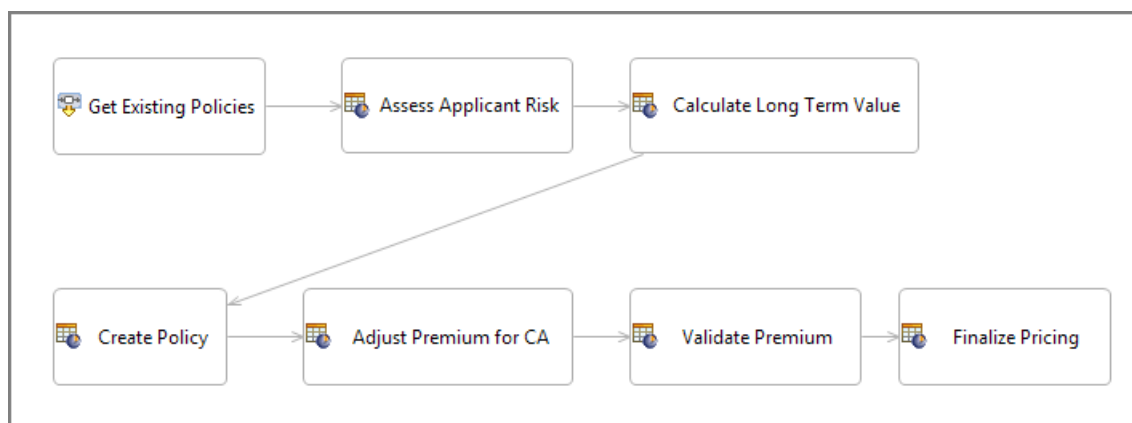 Get Existing Policies
Assess Applicant Risk
Calculate Long Term Value
Create Policy
Adjust Premium for CA
Validate Premium
Finalize Pricing